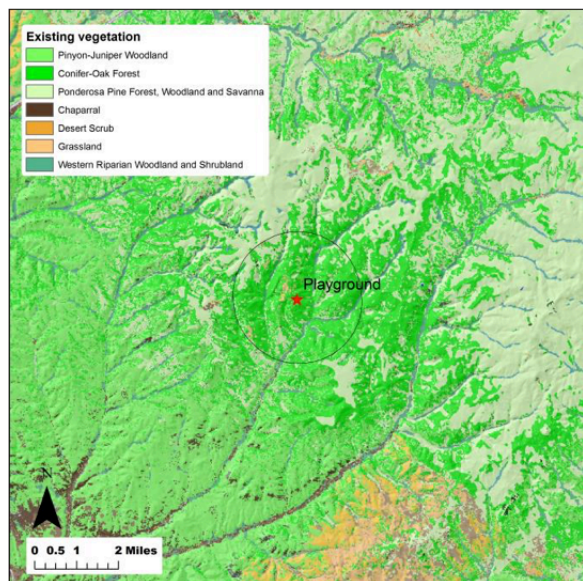 Existing vegetation
Pinyon-Juniper Woodland
Conifer-Oak Forest
Ponderosa Pine Forest, Woodland and Savanna
Chaparral
Desert Scrub
Grassland
Western Riparian Woodland and Shrubland
Playground
N
0 0.5 1 2 Miles